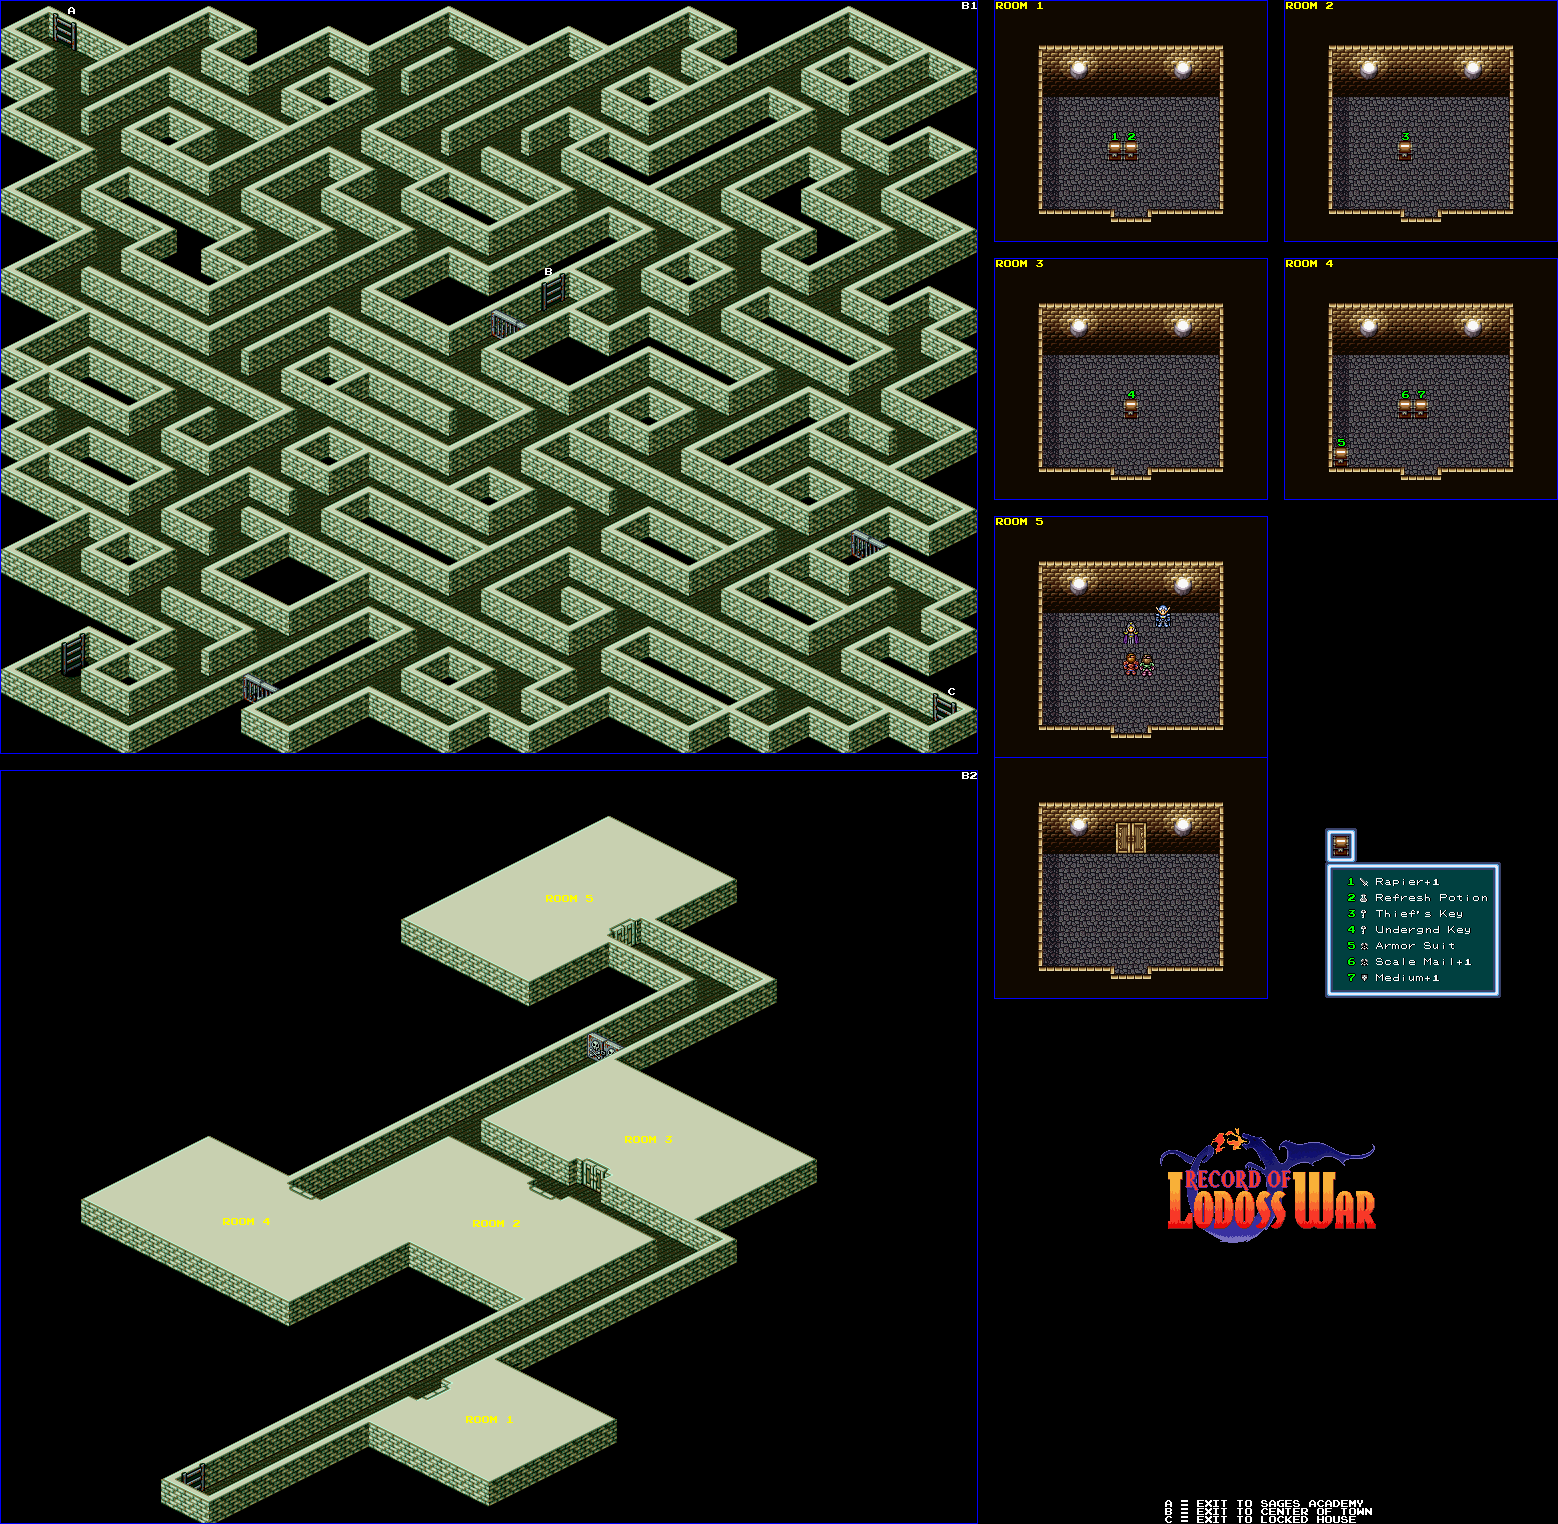 A
B1
B
C
ROOM 1
1 2
ROOM 2
3
ROOM 3
4
ROOM 4
6 7
5
ROOM 5
B2
ROOM 5
ROOM 3
ROOM 4
ROOM 2
ROOM 1
1 Rapier+1
2 Refresh Potion
3 Thief's Key
4 Undergnd Key
5 Armor Suit
6 Scale Mail+1
7 Medium+1
RECORD OF
LODOSS WAR
A = EXIT TO SAGES ACADEMY
B = EXIT TO CENTER OF TOWN
C = EXIT TO LOCKED HOUSE